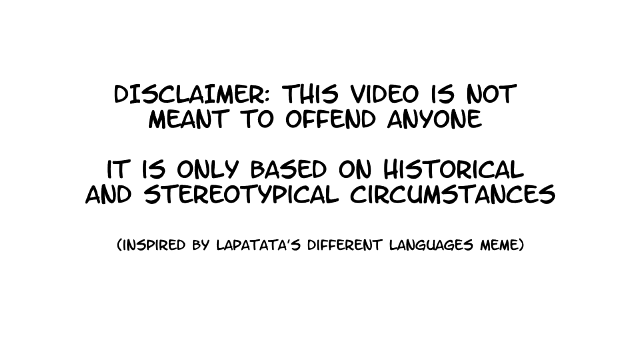 DISCLAIMER: THIS VIDEO IS NOT
MEANT TO OFFEND ANYONE
IT IS ONLY BASED ON HISTORICAL
AND STEREOTYPICAL CIRCUMSTANCES
(INSPIRED BY LAPATATA'S DIFFERENT LANGUAGES MEME)